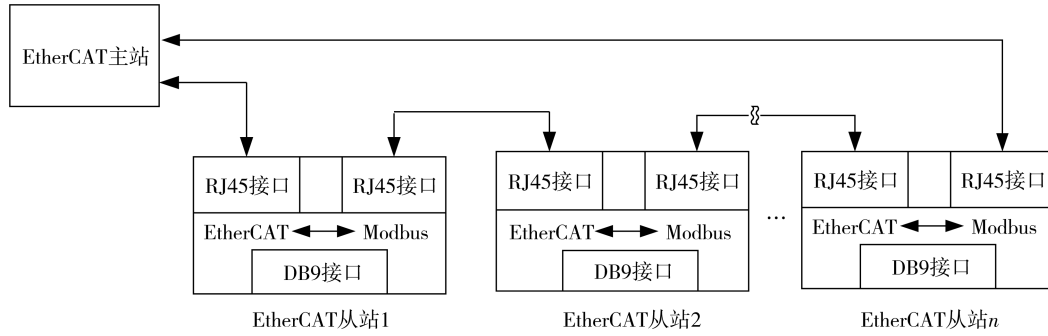 EtherCAT主站
RJ45接口 RJ45接口
EtherCAT Modbus
DB9接口
EtherCAT从站1
RJ45接口 RJ45接口
EtherCAT Modbus
DB9接口
EtherCAT从站2
...
RJ45接口 RJ45接口
EtherCAT Modbus
DB9接口
EtherCAT从站n